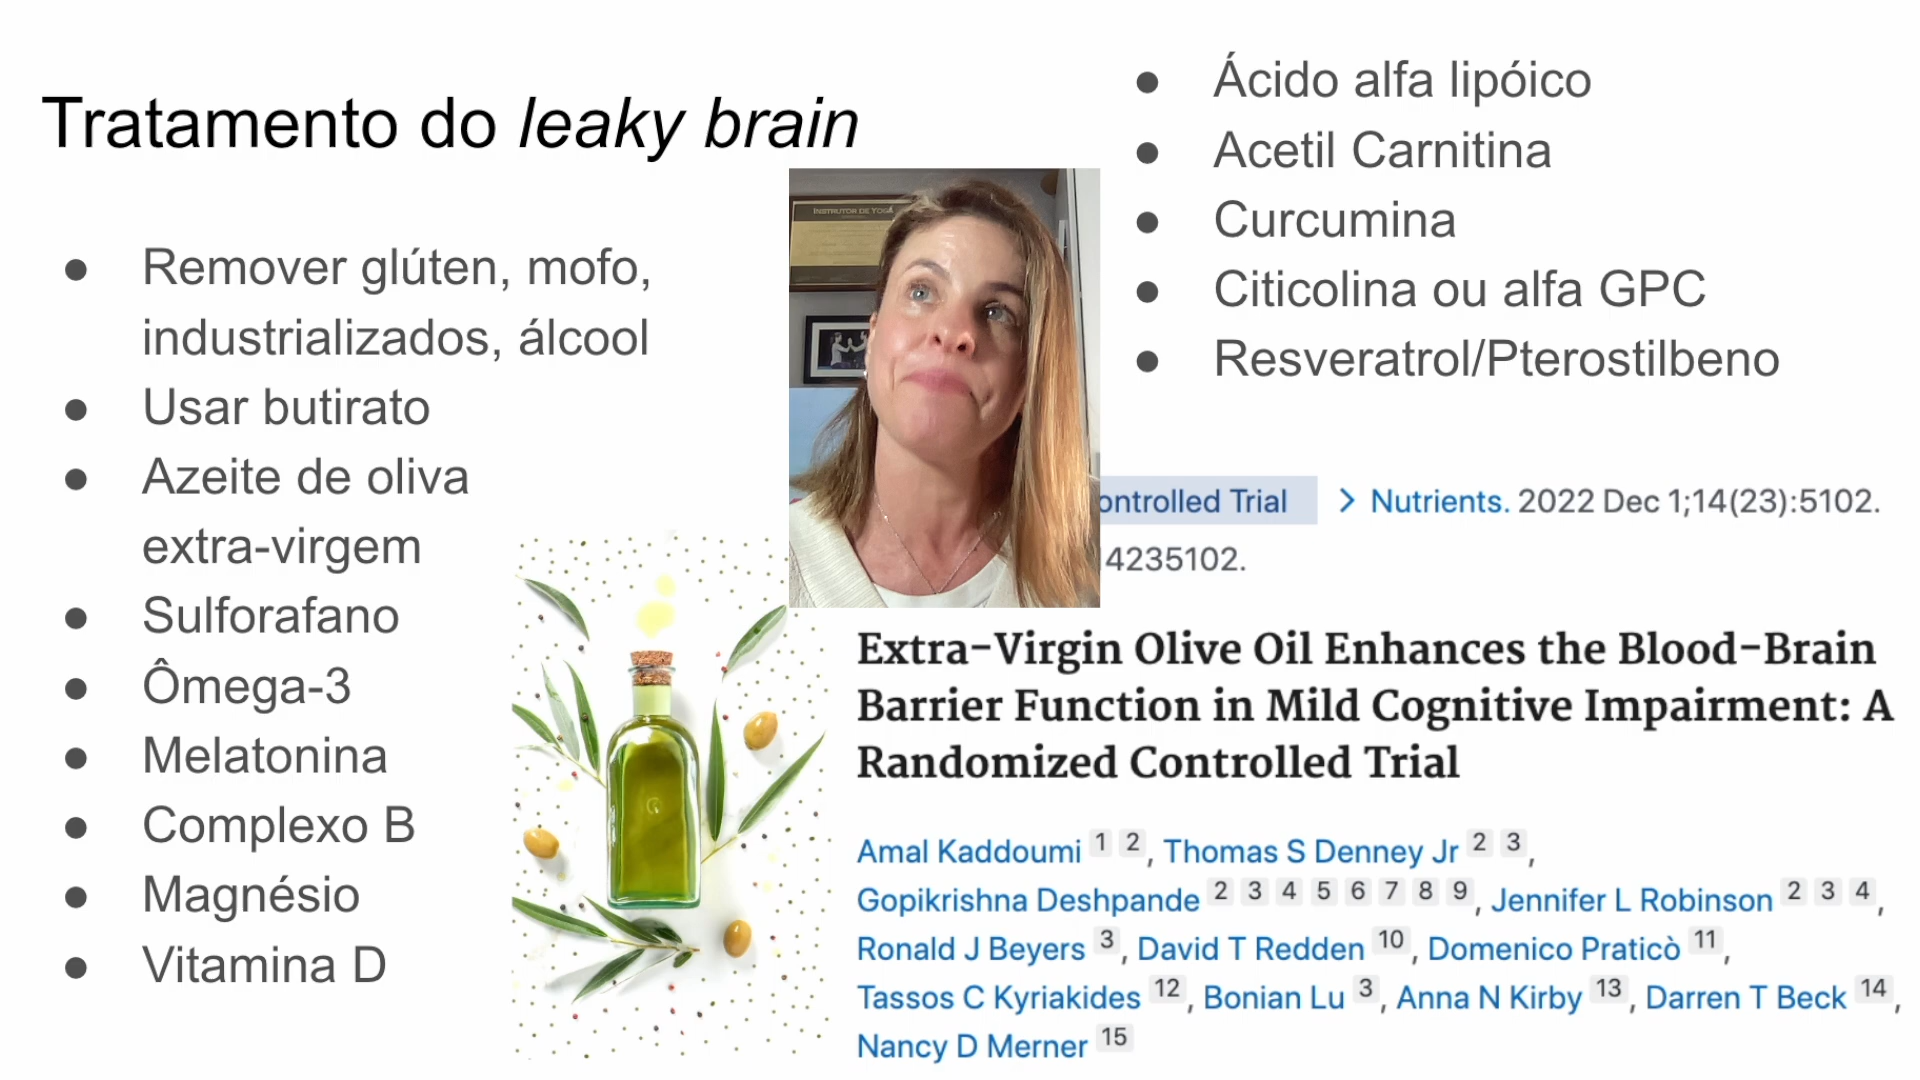 Tratamento do leaky brain
Remover glúten, mofo,
industrializados, álcool
Usar butirato
Azeite de oliva
extra-virgem
Sulforafano
Ômega-3
Melatonina
Complexo B
Magnésio
Vitamina D
Ácido alfa lipóico
Acetil Carnitina
Curcumina
Citicolina ou alfa GPC
Resveratrol/Pterostilbeno
INSTRUTOR DE YOGA
ontrolled Trial > Nutrients. 2022 Dec 1;14(23):5102.
4235102.
Extra-Virgin Olive Oil Enhances the Blood-Brain
Barrier Function in Mild Cognitive Impairment: A
Randomized Controlled Trial
Amal Kaddoumi 1 2, Thomas S Denney Jr 2 3,
Gopikrishna Deshpande 2 3 4 5 6 7 8 9, Jennifer L Robinson 2 3 4,
Ronald J Beyers 3, David T Redden 10, Domenico Praticò 11,
Tassos C Kyriakides 12, Bonian Lu 3, Anna N Kirby 13, Darren T Beck 14,
Nancy D Merner 15